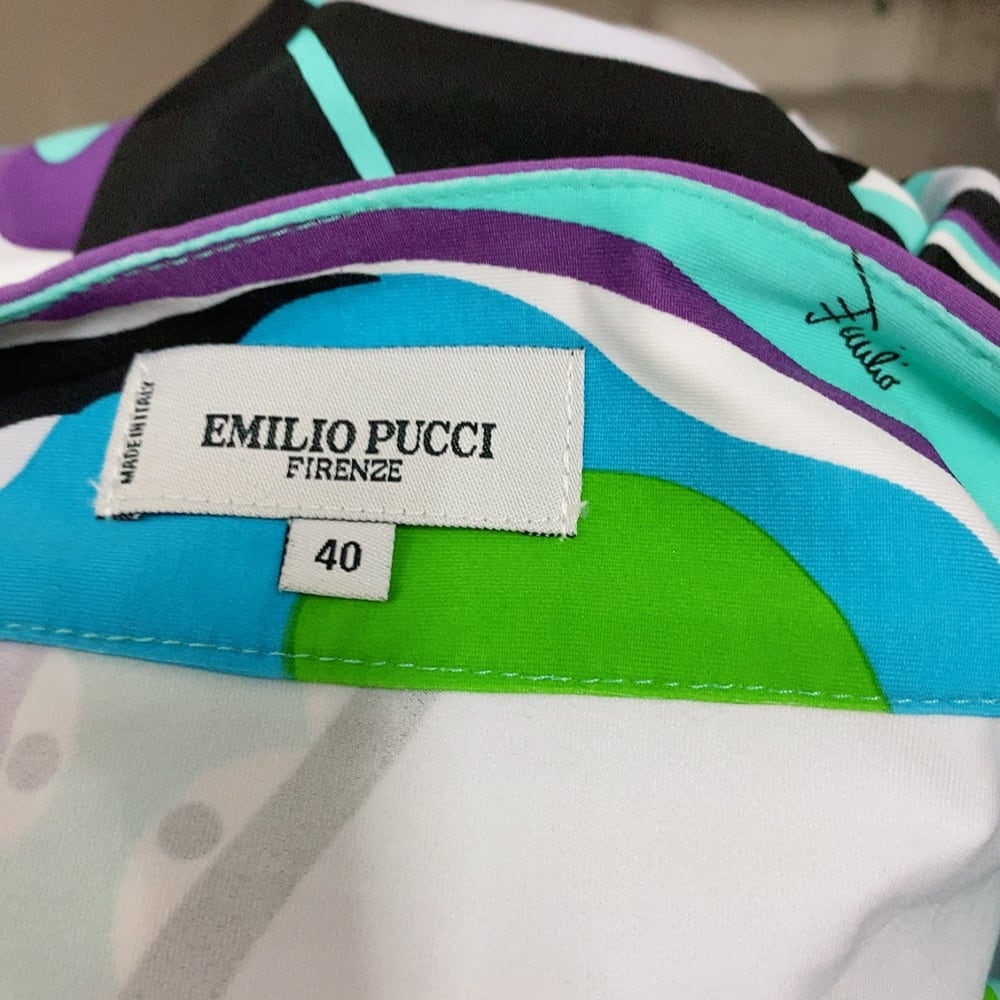 Emilio
MADE IN ITALY
EMILIO PUCCI
FIRENZE
40